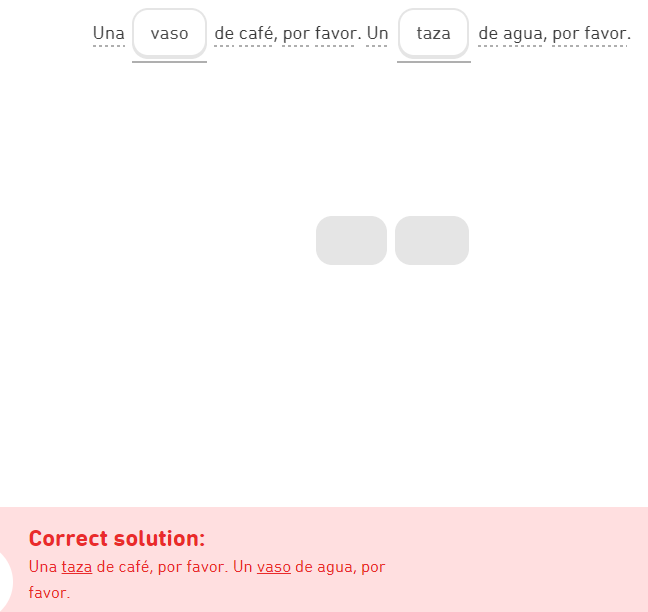 Una vaso de café, por favor. Un taza de agua, por favor.
Correct solution:
Una taza de café, por favor. Un vaso de agua, por
favor.